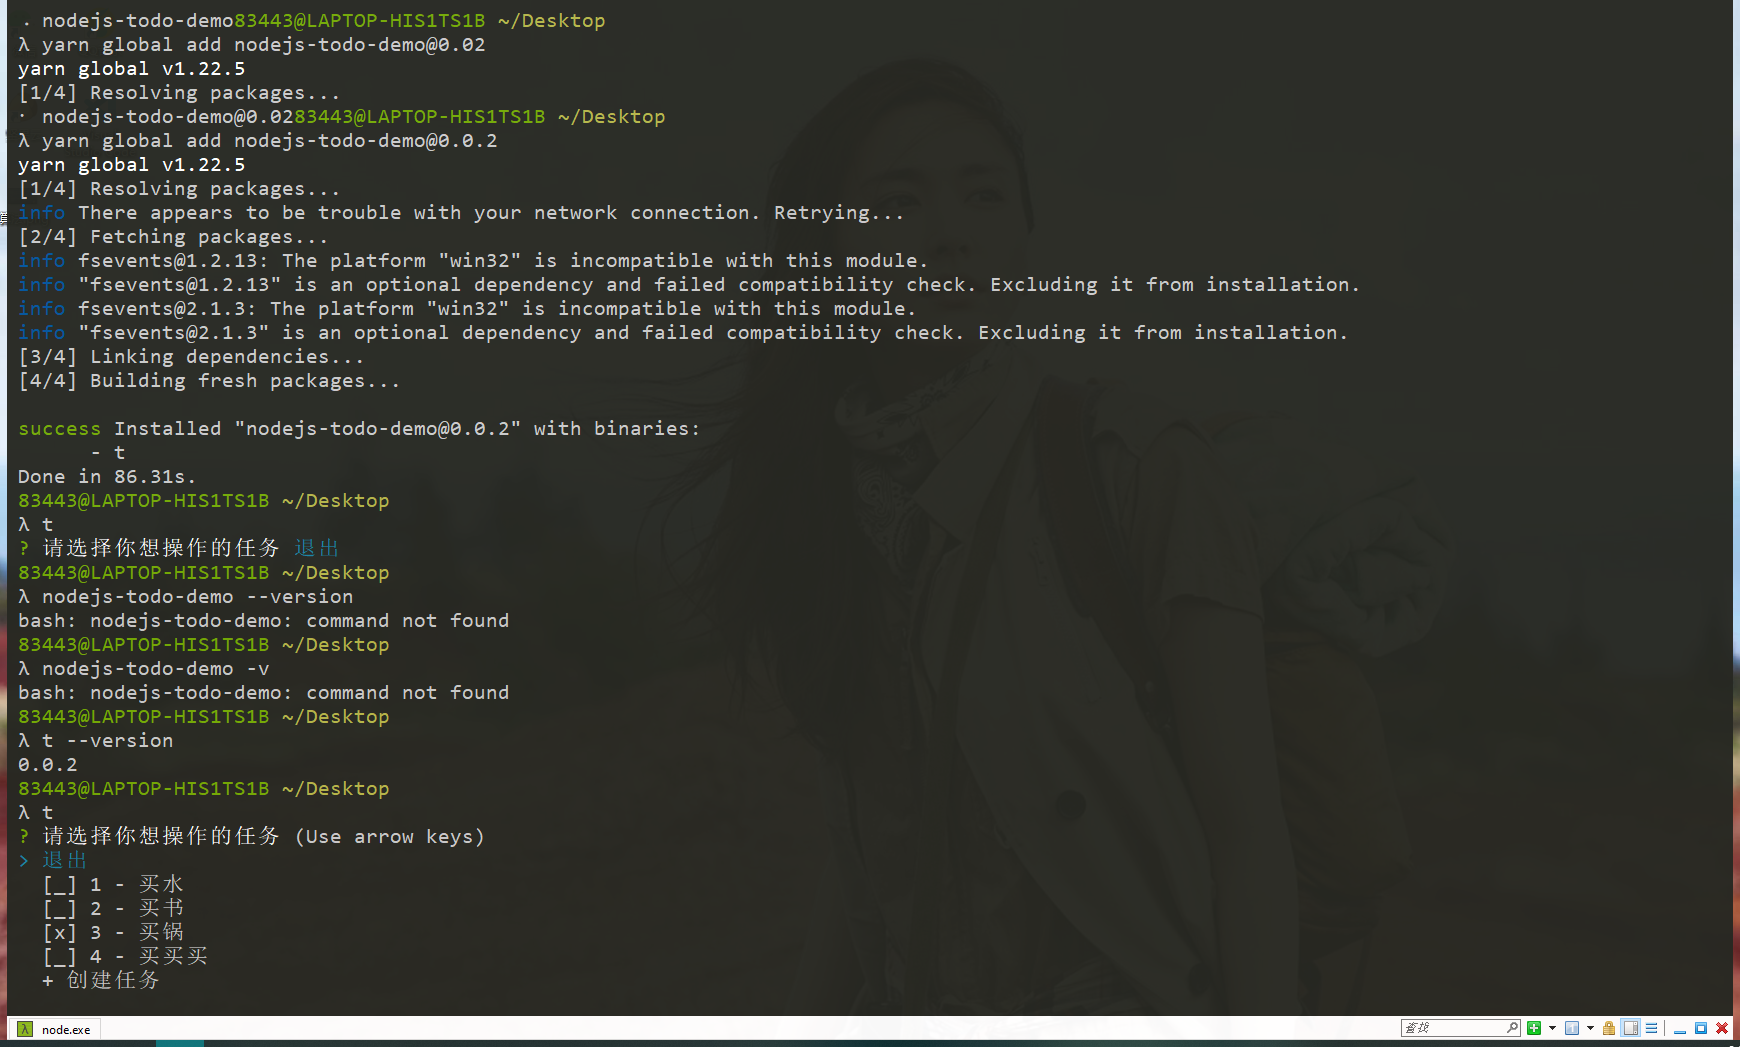 . nodejs-todo-demo83443@LAPTOP-HIS1TS1B ~/Desktop
λ yarn global add nodejs-todo-demo@0.02
yarn global v1.22.5
[1/4] Resolving packages...
· nodejs-todo-demo@0.0283443@LAPTOP-HIS1TS1B ~/Desktop
λ yarn global add nodejs-todo-demo@0.0.2
yarn global v1.22.5
[1/4] Resolving packages...
info There appears to be trouble with your network connection. Retrying...
[2/4] Fetching packages...
info fsevents@1.2.13: The platform "win32" is incompatible with this module.
info "fsevents@1.2.13" is an optional dependency and failed compatibility check. Excluding it from installation.
info fsevents@2.1.3: The platform "win32" is incompatible with this module.
info "fsevents@2.1.3" is an optional dependency and failed compatibility check. Excluding it from installation.
[3/4] Linking dependencies...
[4/4] Building fresh packages...
success Installed "nodejs-todo-demo@0.0.2" with binaries:
- t
Done in 86.31s.
83443@LAPTOP-HIS1TS1B ~/Desktop
λ t
? 请选择你想操作的任务 退出
83443@LAPTOP-HIS1TS1B ~/Desktop
λ nodejs-todo-demo --version
bash: nodejs-todo-demo: command not found
83443@LAPTOP-HIS1TS1B ~/Desktop
λ nodejs-todo-demo -v
bash: nodejs-todo-demo: command not found
83443@LAPTOP-HIS1TS1B ~/Desktop
λ t --version
0.0.2
83443@LAPTOP-HIS1TS1B ~/Desktop
λ t
? 请选择你想操作的任务 (Use arrow keys)
> 退出
[_] 1 - 买水
[_] 2 - 买书
[x] 3 - 买锅
[_] 4 - 买买买
+ 创建任务
λ node.exe
查找